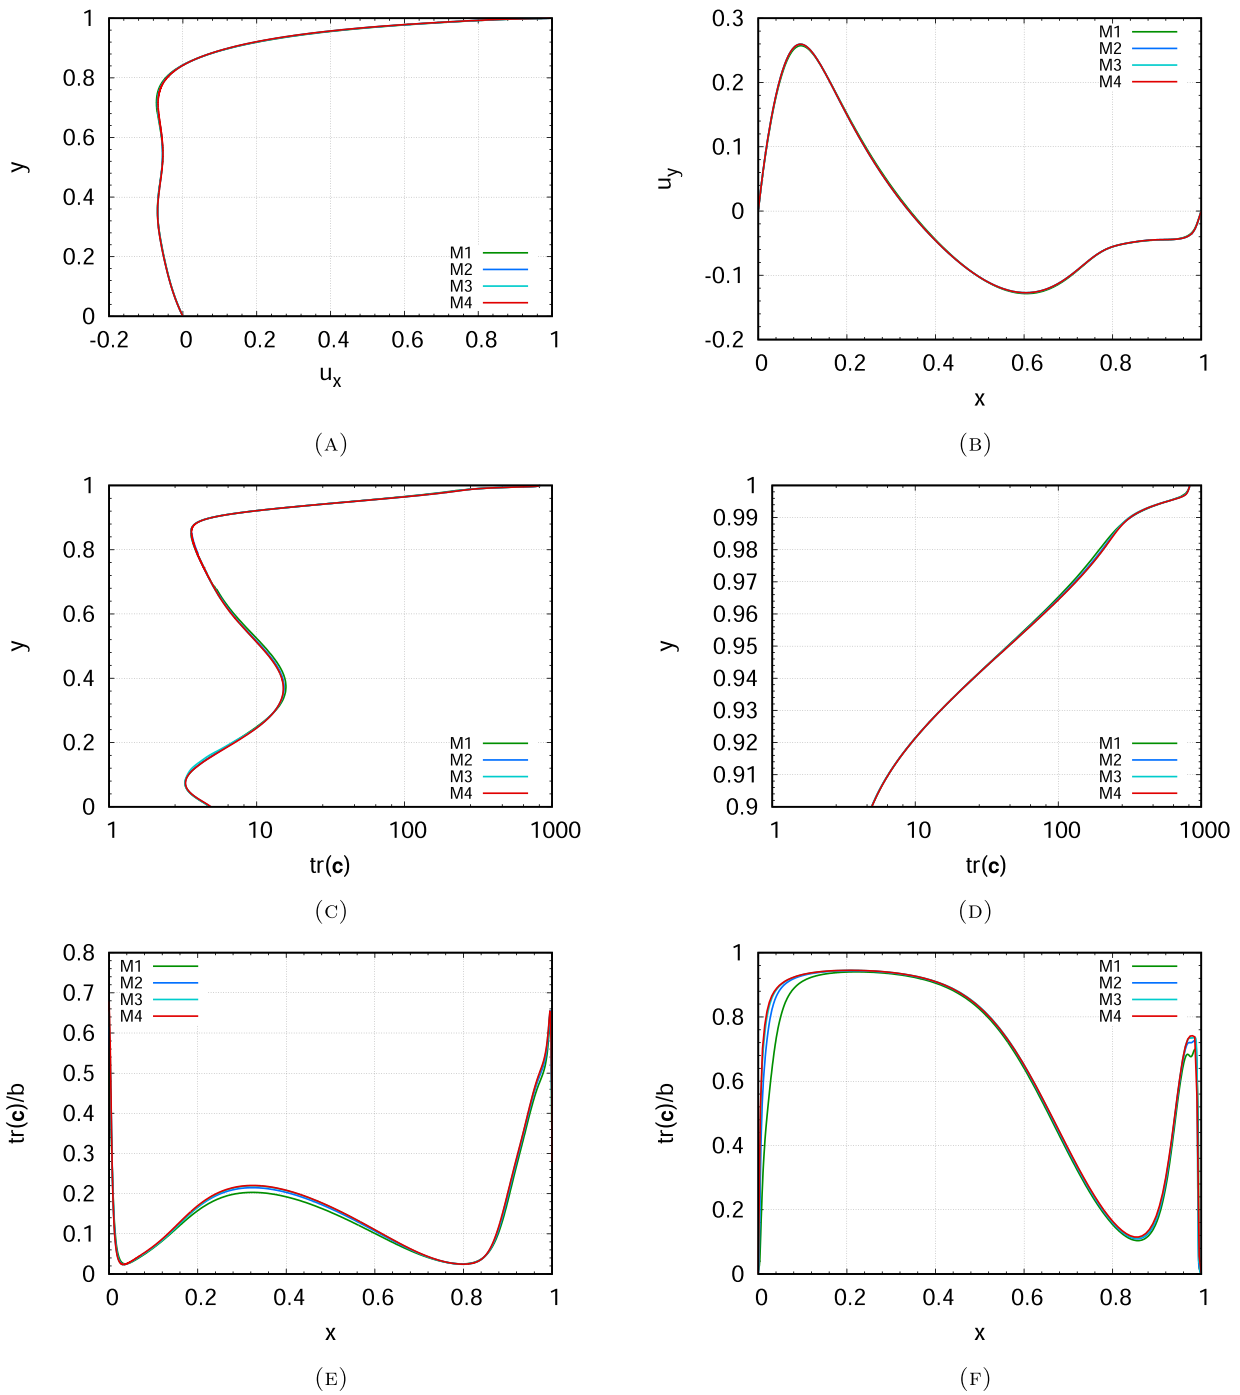 1
0.8
0.6
0.4
0.2
0
y
-0.2 0 0.2 0.4 0.6 0.8 1
u_x
M1
M2
M3
M4
(A)
0.3
0.2
0.1
0
-0.1
-0.2
u_y
0 0.2 0.4 0.6 0.8 1
x
M1
M2
M3
M4
(B)
1
0.8
0.6
0.4
0.2
0
y
1 10 100 1000
tr(c)
M1
M2
M3
M4
(C)
1
0.99
0.98
0.97
0.96
0.95
0.94
0.93
0.92
0.91
0.9
y
1 10 100 1000
tr(c)
M1
M2
M3
M4
(D)
0.8
0.7
0.6
0.5
0.4
0.3
0.2
0.1
0
tr(c)/b
0 0.2 0.4 0.6 0.8 1
x
M1
M2
M3
M4
(E)
1
0.8
0.6
0.4
0.2
0
tr(c)/b
0 0.2 0.4 0.6 0.8 1
x
M1
M2
M3
M4
(F)